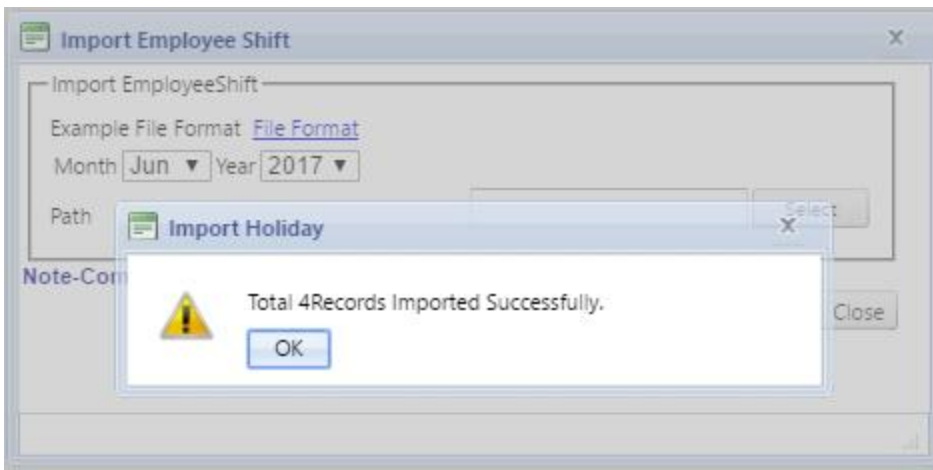 Import Employee Shift
Import EmployeeShift
Example File Format File Format
Month Jun Year 2017
Path Select
Import Holiday
Note-Com
Total 4Records Imported Successfully.
OK
Close